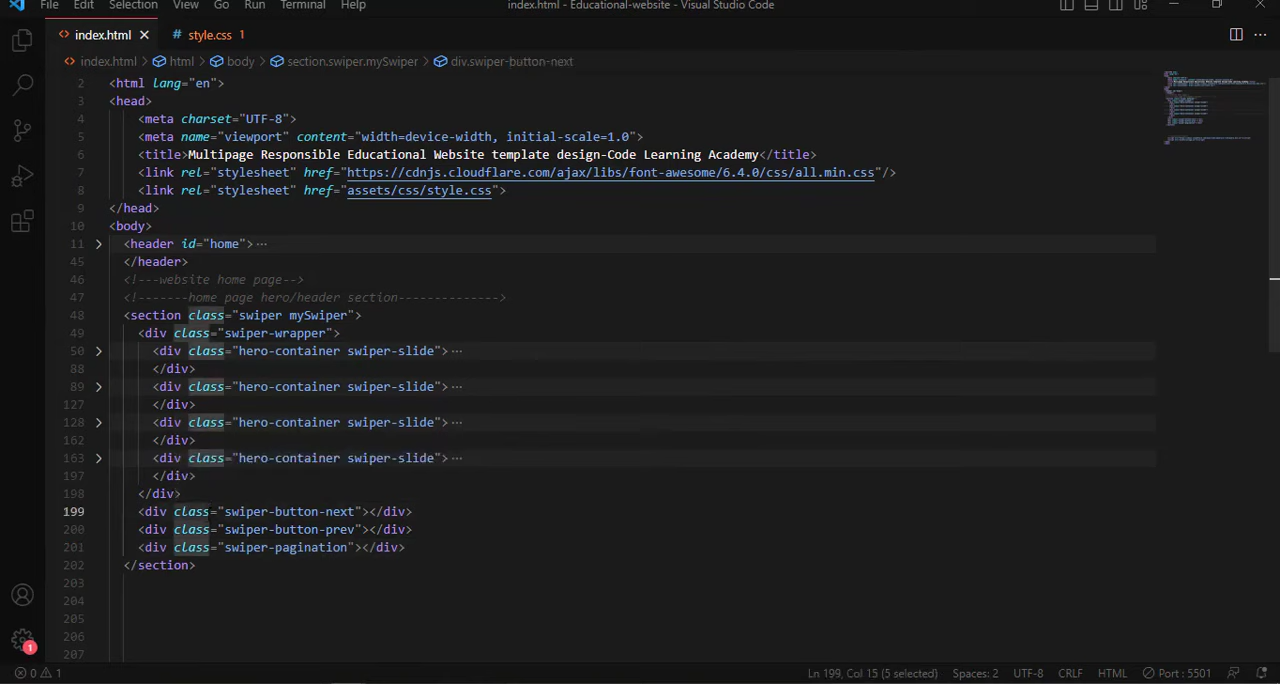 File Edit Selection View Go Run Terminal Help index.html - Educational-website - Visual Studio Code
<> index.html × # style.css 1 ···
<> index.html > html > body > section.swiper.mySwiper > div.swiper-button-next
2 <html lang="en">
3 <head>
4 <meta charset="UTF-8">
5 <meta name="viewport" content="width=device-width, initial-scale=1.0">
6 <title>Multipage Responsible Educational Website template design-Code Learning Academy</title>
7 <link rel="stylesheet" href="https://cdnjs.cloudflare.com/ajax/libs/font-awesome/6.4.0/css/all.min.css"/>
8 <link rel="stylesheet" href="assets/css/style.css">
9 </head>
10 <body>
11 > <header id="home"> ···
45 </header>
46 <!---website home page-->
47 <!-------home page hero/header section-------------->
48 <section class="swiper mySwiper">
49 <div class="swiper-wrapper">
50 > <div class="hero-container swiper-slide"> ···
88 </div>
89 > <div class="hero-container swiper-slide"> ···
127 </div>
128 > <div class="hero-container swiper-slide"> ···
162 </div>
163 > <div class="hero-container swiper-slide"> ···
197 </div>
198 </div>
199 <div class="swiper-button-next"></div>
200 <div class="swiper-button-prev"></div>
201 <div class="swiper-pagination"></div>
202 </section>
203
204
205
206
207
1
0 1 Ln 199, Col 15 (5 selected) Spaces: 2 UTF-8 CRLF HTML Port : 5501